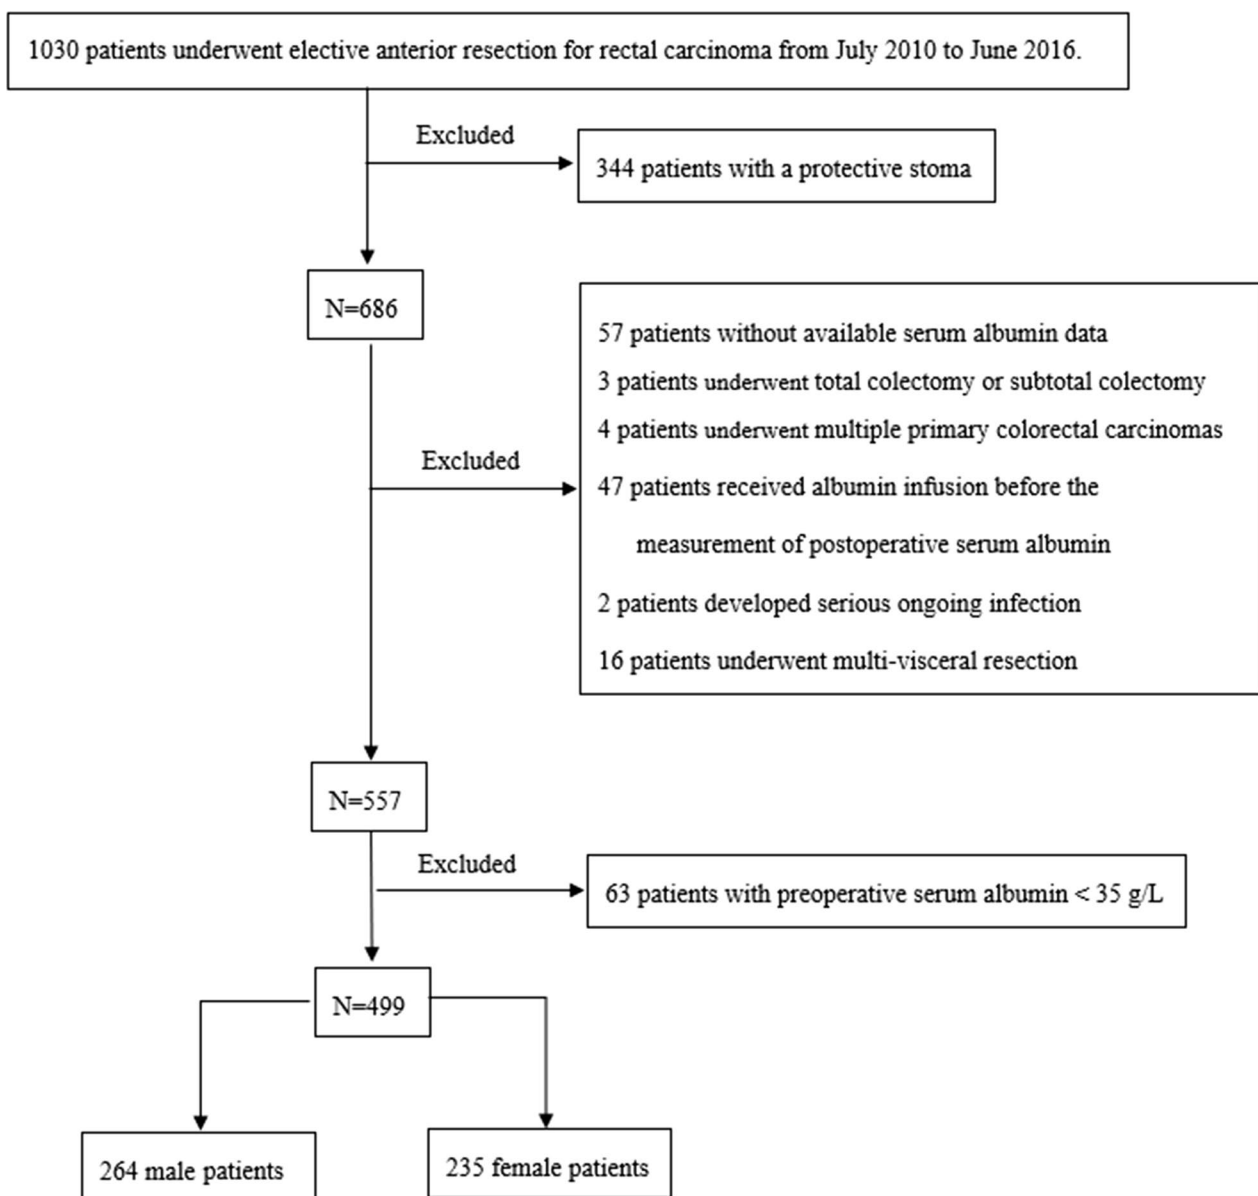 1030 patients underwent elective anterior resection for rectal carcinoma from July 2010 to June 2016.
Excluded
344 patients with a protective stoma
N=686
57 patients without available serum albumin data
3 patients underwent total colectomy or subtotal colectomy
4 patients underwent multiple primary colorectal carcinomas
Excluded
47 patients received albumin infusion before the
measurement of postoperative serum albumin
2 patients developed serious ongoing infection
16 patients underwent multi-visceral resection
N=557
Excluded
63 patients with preoperative serum albumin < 35 g/L
N=499
264 male patients
235 female patients